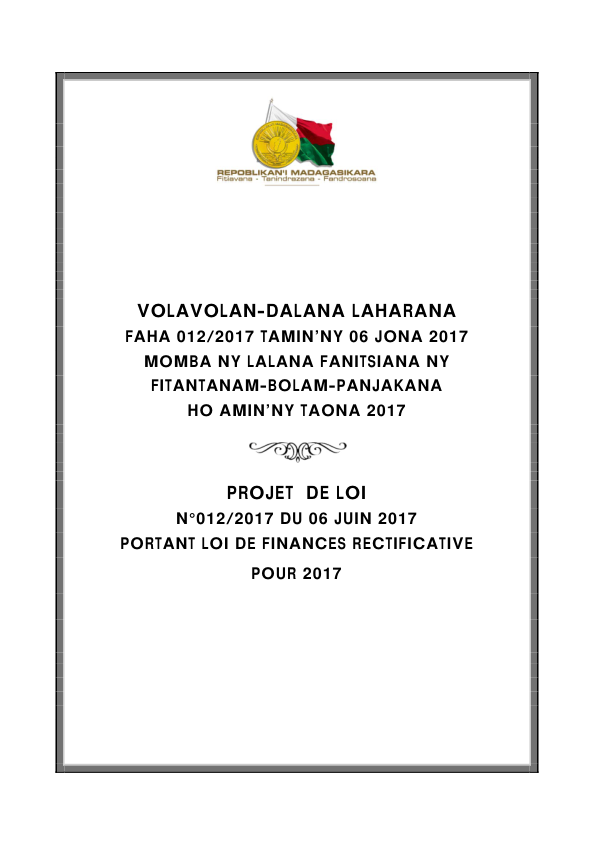 REPOBLIKAN'I MADAGASIKARA
Fitiavana - Tanindrazana - Fandrosoana
VOLAVOLAN-DALANA LAHARANA
FAHA 012/2017 TAMIN’NY 06 JONA 2017
MOMBA NY LALANA FANITSIANA NY
FITANTANAM-BOLAM-PANJAKANA
HO AMIN’NY TAONA 2017
PROJET DE LOI
N°012/2017 DU 06 JUIN 2017
PORTANT LOI DE FINANCES RECTIFICATIVE
POUR 2017